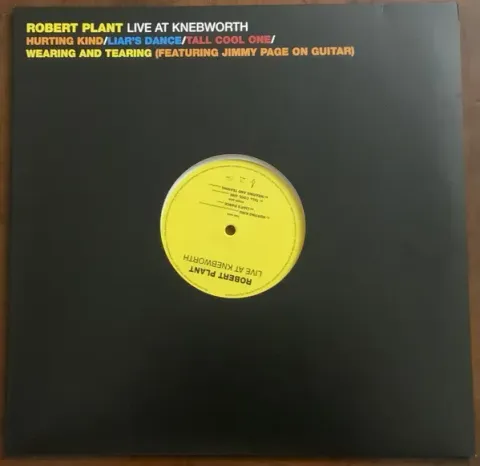 ROBERT PLANT LIVE AT KNEBWORTH
HURTING KIND/LIAR'S DANCE/TALL COOL ONE/
WEARING AND TEARING (FEATURING JIMMY PAGE ON GUITAR)
ROBERT PLANT
LIVE AT KNEBWORTH